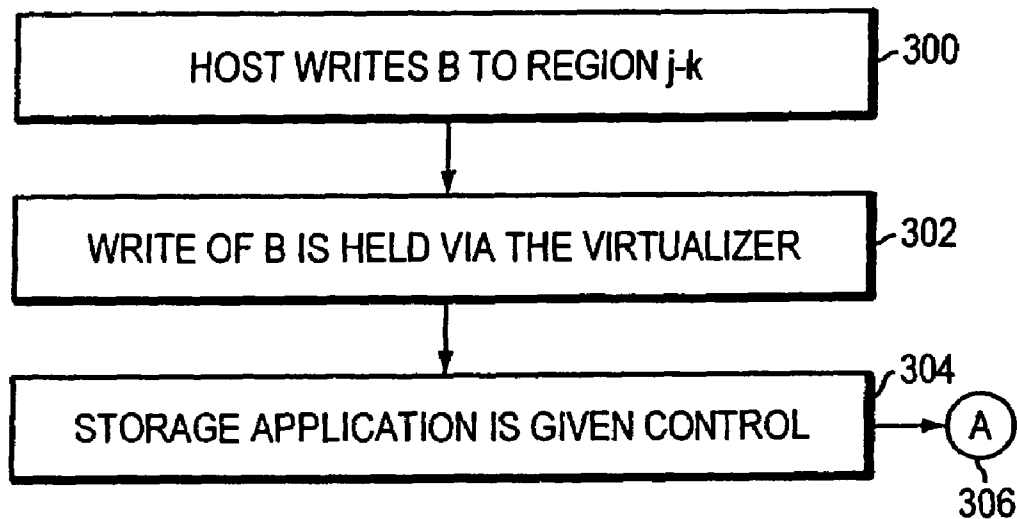 HOST WRITES B TO REGION j-k
300
WRITE OF B IS HELD VIA THE VIRTUALIZER
302
STORAGE APPLICATION IS GIVEN CONTROL
304
A
306